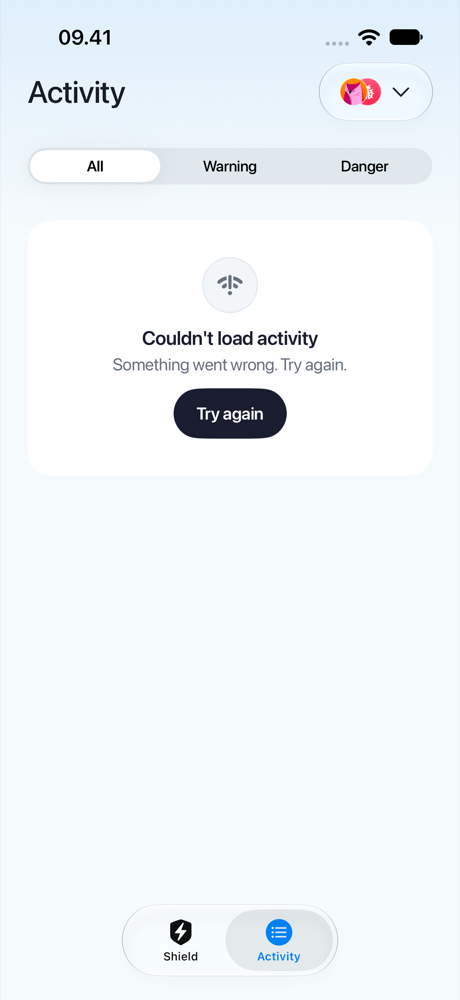 09.41
Activity
All
Warning
Danger
Couldn't load activity
Something went wrong. Try again.
Try again
Shield
Activity